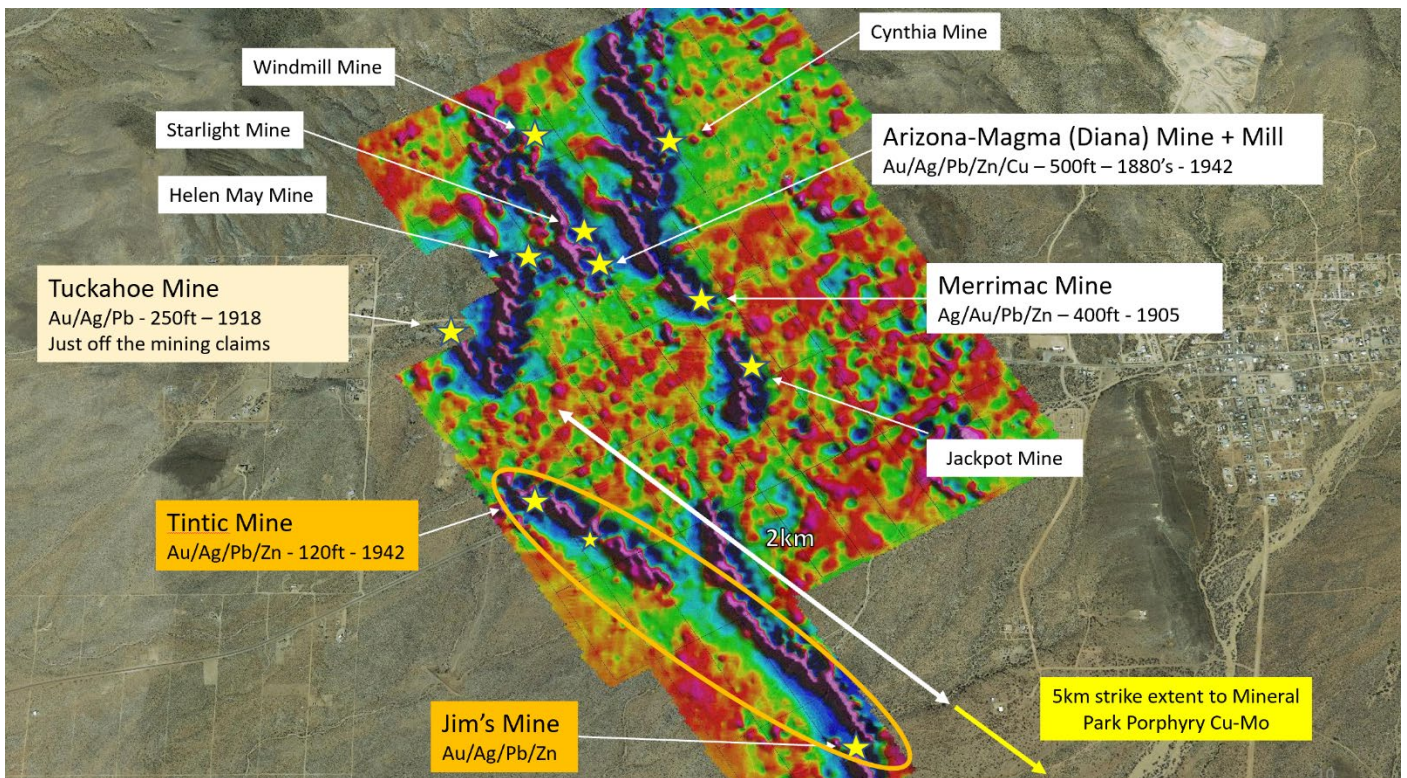 Cynthia Mine
Windmill Mine
Starlight Mine
Arizona-Magma (Diana) Mine + Mill
Au/Ag/Pb/Zn/Cu – 500ft – 1880's - 1942
Helen May Mine
Tuckahoe Mine
Au/Ag/Pb - 250ft – 1918
Just off the mining claims
Merrimac Mine
Ag/Au/Pb/Zn – 400ft - 1905
Jackpot Mine
Tintic Mine
Au/Ag/Pb/Zn - 120ft - 1942
2km
5km strike extent to Mineral
Park Porphyry Cu-Mo
Jim's Mine
Au/Ag/Pb/Zn